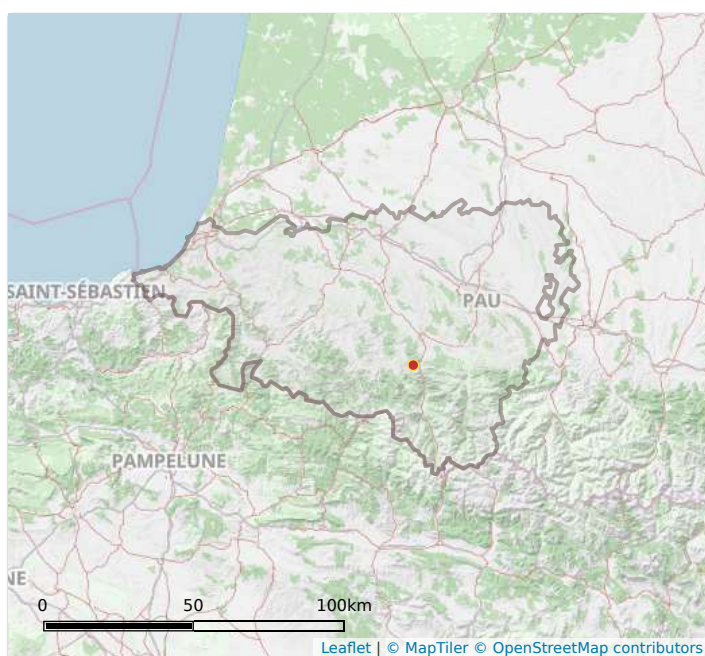 SAINT-SÉBASTIEN
PAU
PAMPELUNE
NE
0 50 100km
Leaflet | © MapTiler © OpenStreetMap contributors